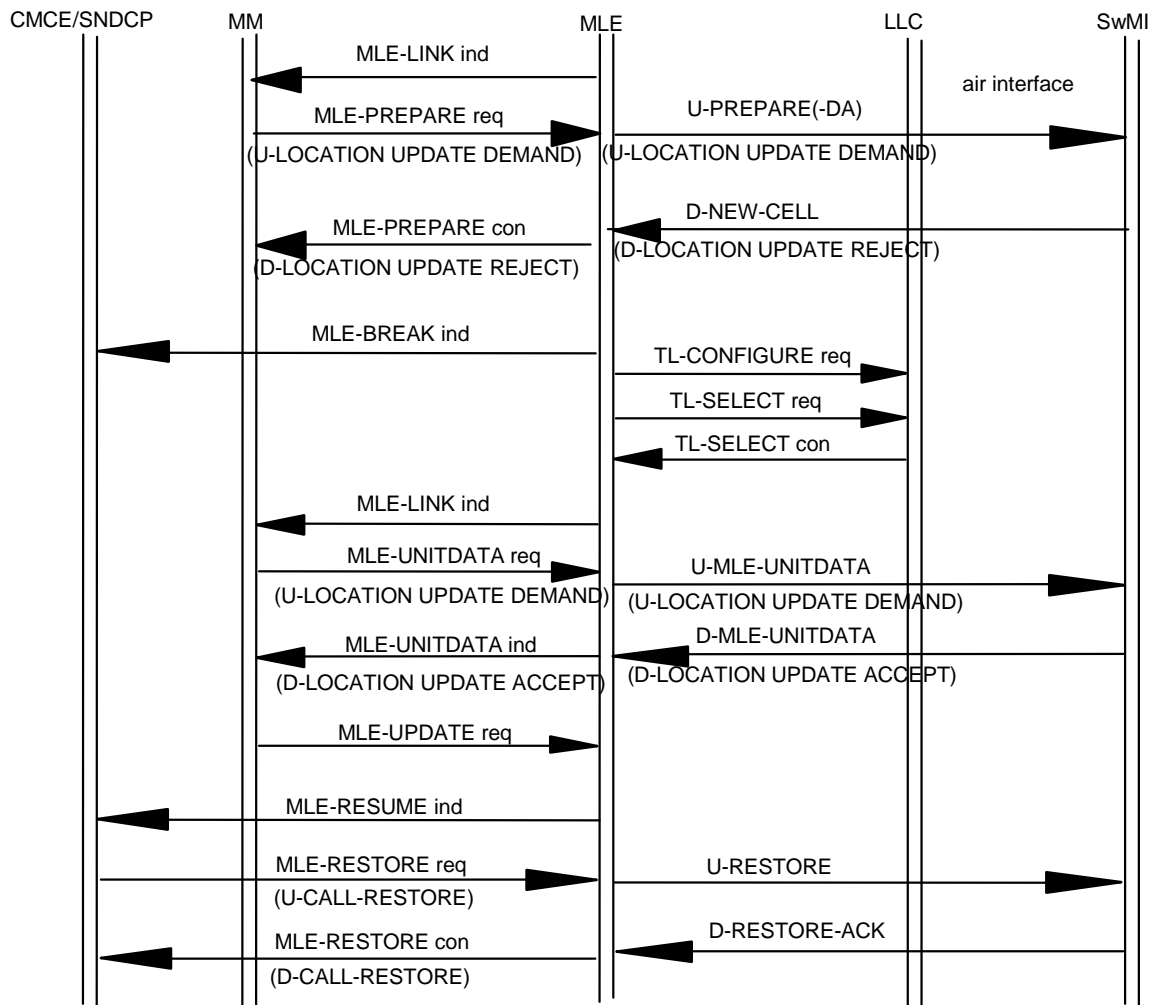 CMCE/SNDCP MM MLE LLC SwMI
MLE-LINK ind
air interface
MLE-PREPARE req
U-PREPARE(-DA)
(U-LOCATION UPDATE DEMAND)
(U-LOCATION UPDATE DEMAND)
D-NEW-CELL
MLE-PREPARE con
(D-LOCATION UPDATE REJECT)
(D-LOCATION UPDATE REJECT)
MLE-BREAK ind
TL-CONFIGURE req
TL-SELECT req
TL-SELECT con
MLE-LINK ind
MLE-UNITDATA req
U-MLE-UNITDATA
(U-LOCATION UPDATE DEMAND)
(U-LOCATION UPDATE DEMAND)
D-MLE-UNITDATA
MLE-UNITDATA ind
(D-LOCATION UPDATE ACCEPT)
(D-LOCATION UPDATE ACCEPT)
MLE-UPDATE req
MLE-RESUME ind
MLE-RESTORE req
U-RESTORE
(U-CALL-RESTORE)
D-RESTORE-ACK
MLE-RESTORE con
(D-CALL-RESTORE)